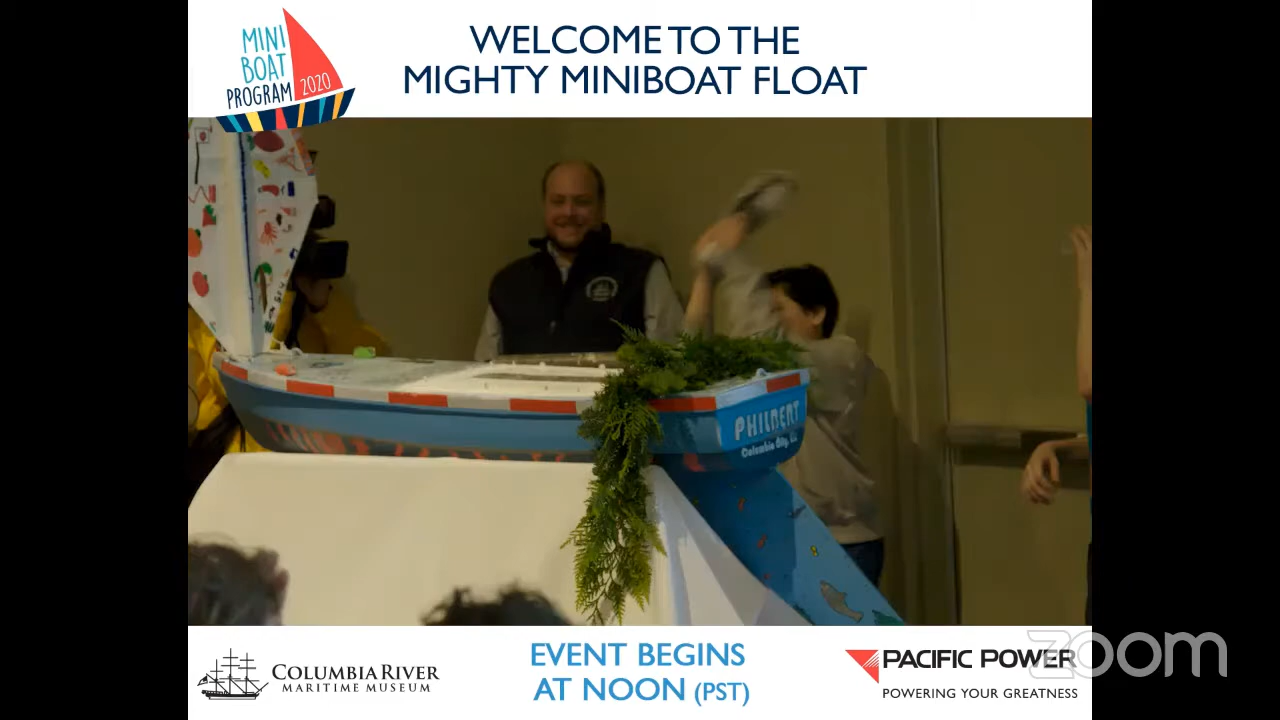 MINI
BOAT
PROGRAM 2020
WELCOME TO THE
MIGHTY MINIBOAT FLOAT
PHILBERT
COLUMBIA RIVER
MARITIME MUSEUM
EVENT BEGINS
AT NOON (PST)
PACIFIC POWER
POWERING YOUR GREATNESS
zoom